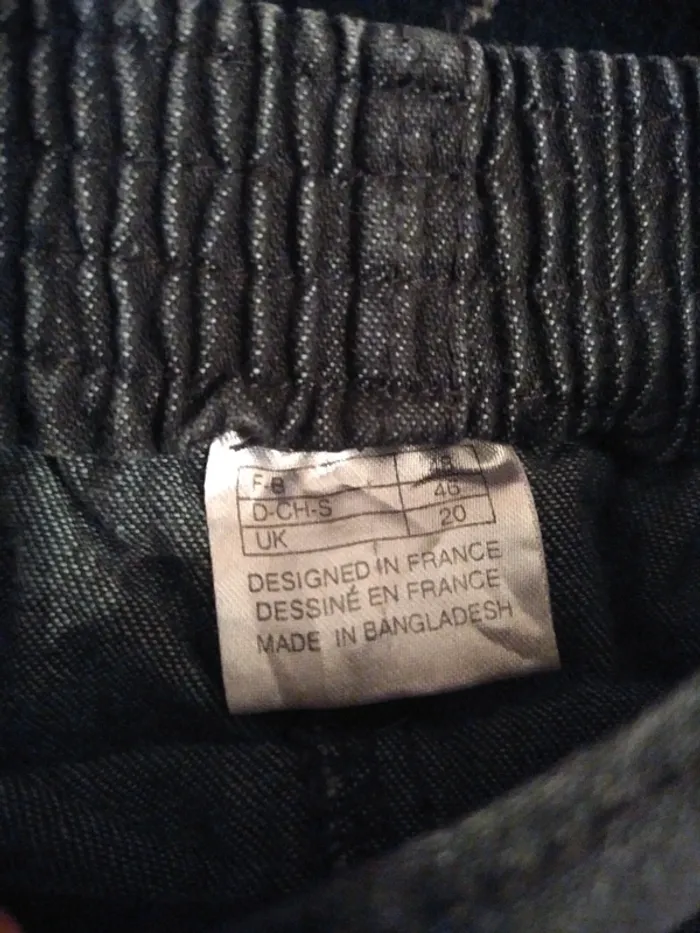 F-B
D-CH-S 46
UK 20
DESIGNED IN FRANCE
DESSINÉ EN FRANCE
MADE IN BANGLADESH